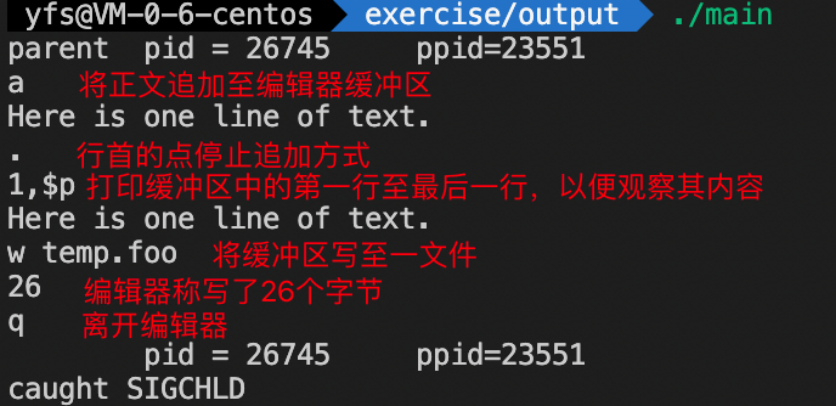 yfs@VM-0-6-centos exercise/output ./main
parent pid = 26745 ppid=23551
a 将正文追加至编辑器缓冲区
Here is one line of text.
. 行首的点停止追加方式
1,$p 打印缓冲区中的第一行至最后一行，以便观察其内容
Here is one line of text.
w temp.foo 将缓冲区写至一文件
26 编辑器称写了26个字节
q 离开编辑器
pid = 26745 ppid=23551
caught SIGCHLD